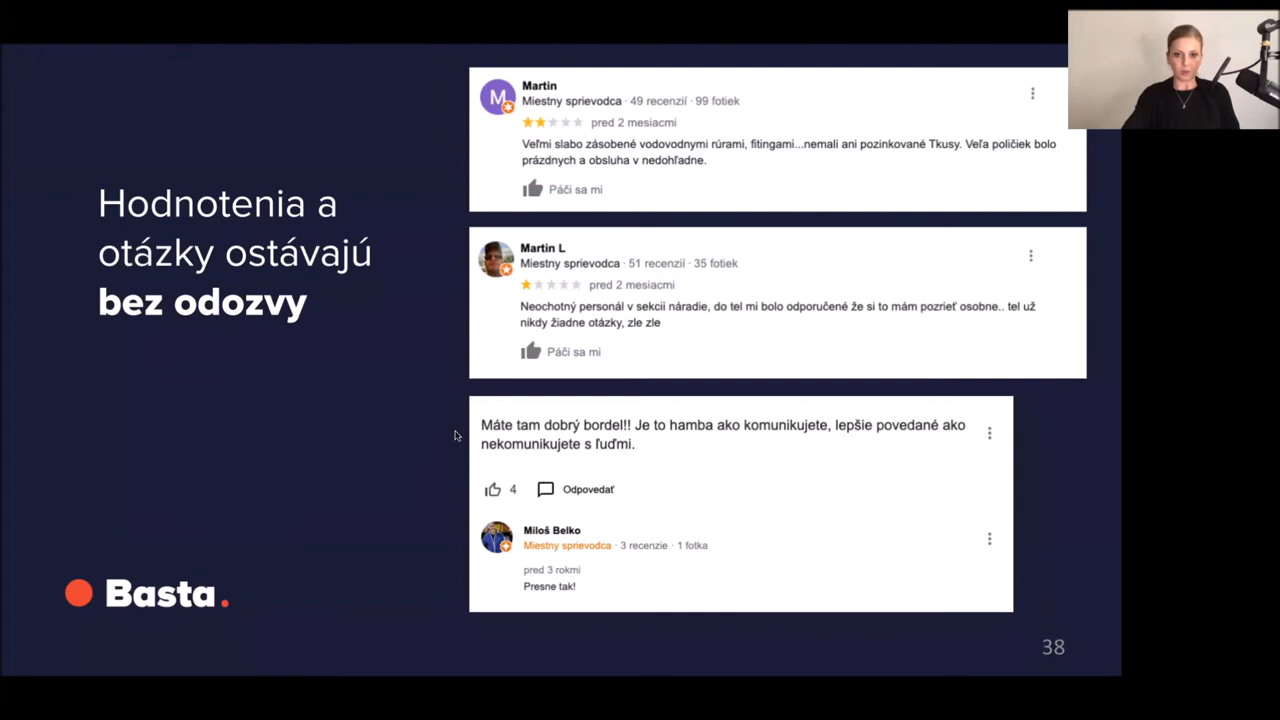 Hodnotenia a
otázky ostávajú
bez odozvy
Basta.
M
Martin
Miestny sprievodca · 49 recenzií · 99 fotiek
pred 2 mesiacmi
Veľmi slabo zásobené vodovodnymi rúrami, fitingami...nemali ani pozinkované Tkusy. Veľa poličiek bolo
prázdnych a obsluha v nedohľadne.
Páči sa mi
Martin L
Miestny sprievodca · 51 recenzií · 35 fotiek
pred 2 mesiacmi
Neochotný personál v sekcii náradie, do tel mi bolo odporučené že si to mám pozrieť osobne.. tel už
nikdy žiadne otázky, zle zle
Páči sa mi
Máte tam dobrý bordel!! Je to hamba ako komunikujete, lepšie povedané ako
nekomunikujete s ľuďmi.
4 Odpovedať
Miloš Belko
Miestny sprievodca · 3 recenzie · 1 fotka
pred 3 rokmi
Presne tak!
38